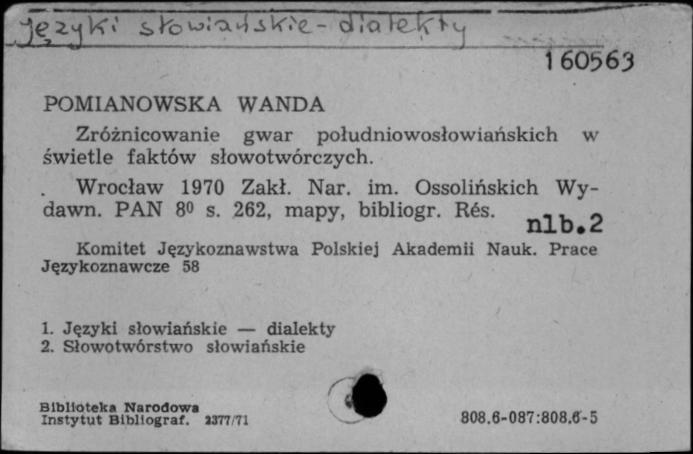 Języki słowiańskie - dialekty
160563
POMIANOWSKA WANDA
Zróżnicowanie gwar południowosłowiańskich w
świetle faktów słowotwórczych.
Wrocław 1970 Zakł. Nar. im. Ossolińskich Wy-
dawn. PAN 8⁰ s. 262, mapy, bibliogr. Rés.
nlb.2
Komitet Językoznawstwa Polskiej Akademii Nauk. Prace
Językoznawcze 58
1. Języki słowiańskie — dialekty
2. Słowotwórstwo słowiańskie
Biblioteka Narodowa
Instytut Bibliograf. 2377/71
808.6-087:808.6-5